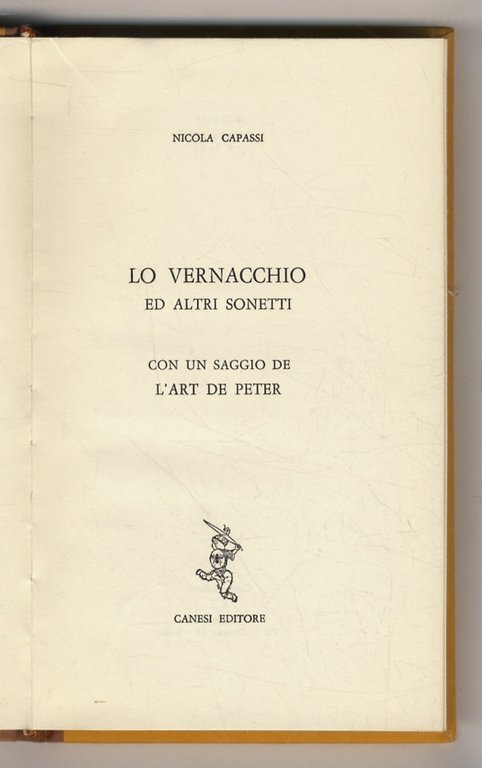 NICOLA CAPASSI
LO VERNACCHIO
ED ALTRI SONETTI
CON UN SAGGIO DE
L'ART DE PETER
CANESI EDITORE